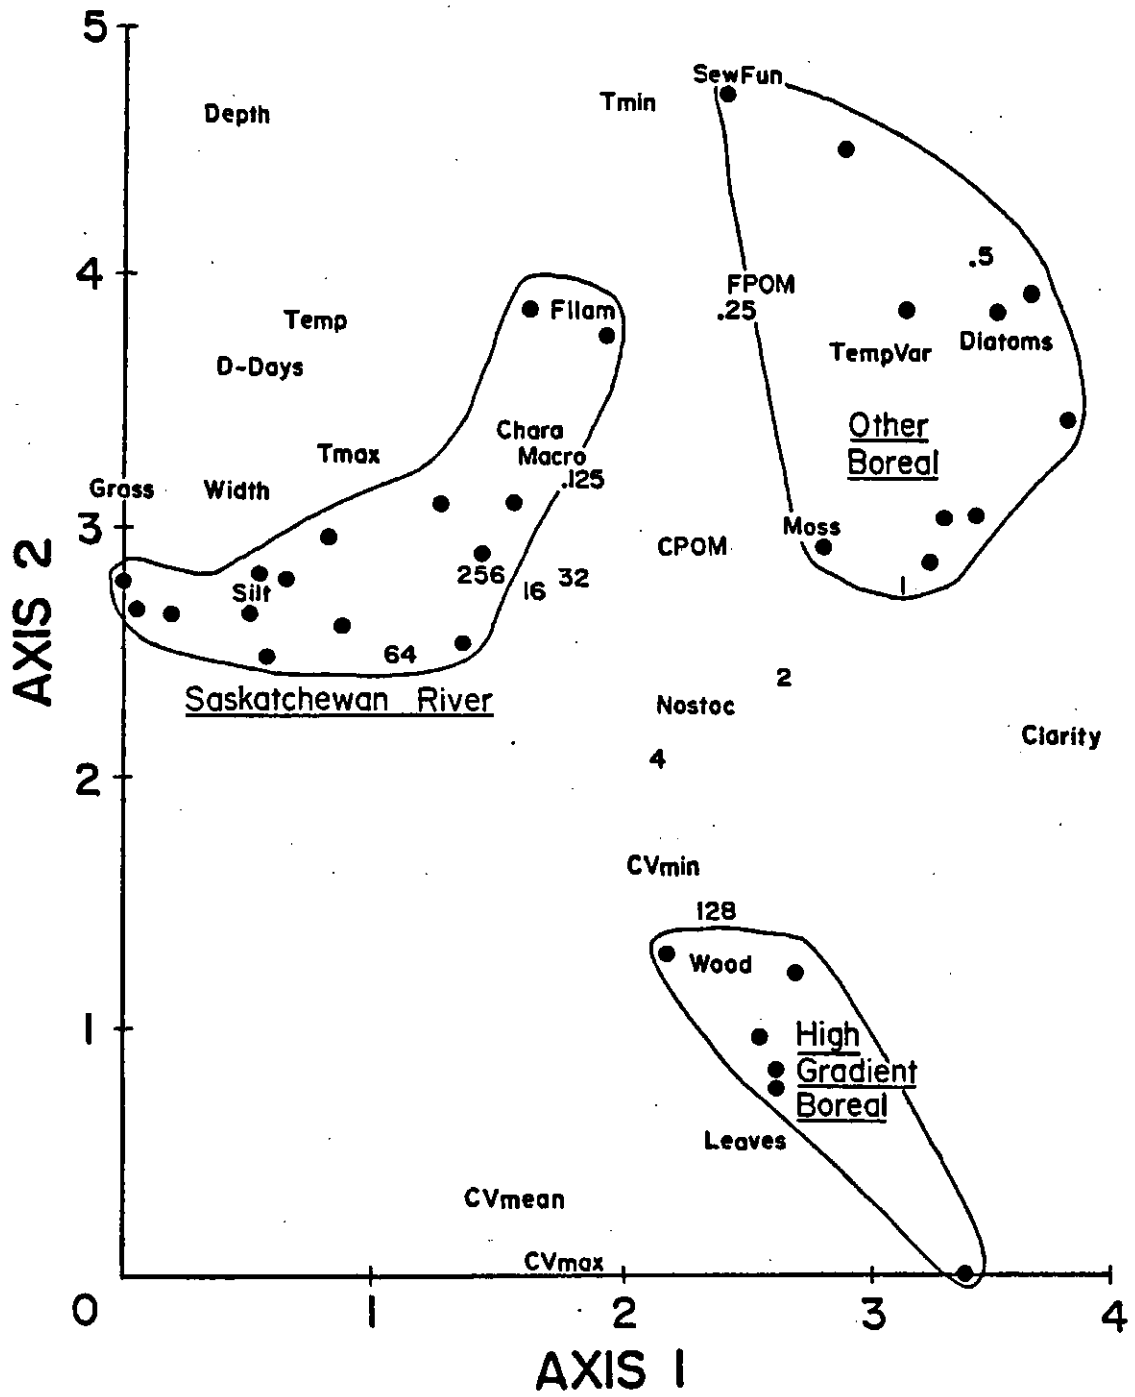 5
SewFun
Tmin
Depth
.5
4
FPOM
.25
Filam
Temp
Diatoms
TempVar
D-Days
Other
Boreal
Chara
Macro
Tmax
.125
Grass
Width
3
Moss
CPOM
256
32
16
Silt
1
64
2
Saskatchewan River
Nostoc
Clarity
4
2
CVmin
128
Wood
1
High
Gradient
Boreal
Leaves
CVmean
CVmax
0
1
2
3
4
AXIS 1
AXIS 2